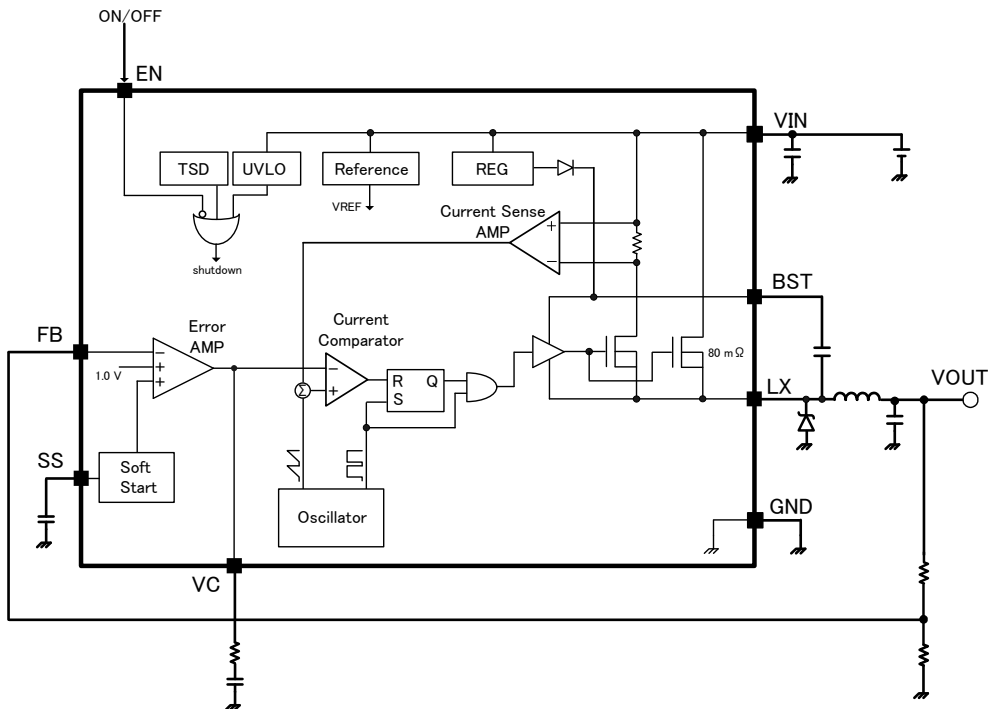 ON/OFF
EN
VIN
TSD
UVLO
Reference
REG
VREF
Current Sense
AMP
+
−
shutdown
BST
FB
Error
AMP
Current
Comparator
−
+
+
1.0 V
−
+
Σ
R
Q
S
80 mΩ
LX
VOUT
SS
Soft
Start
Oscillator
GND
VC